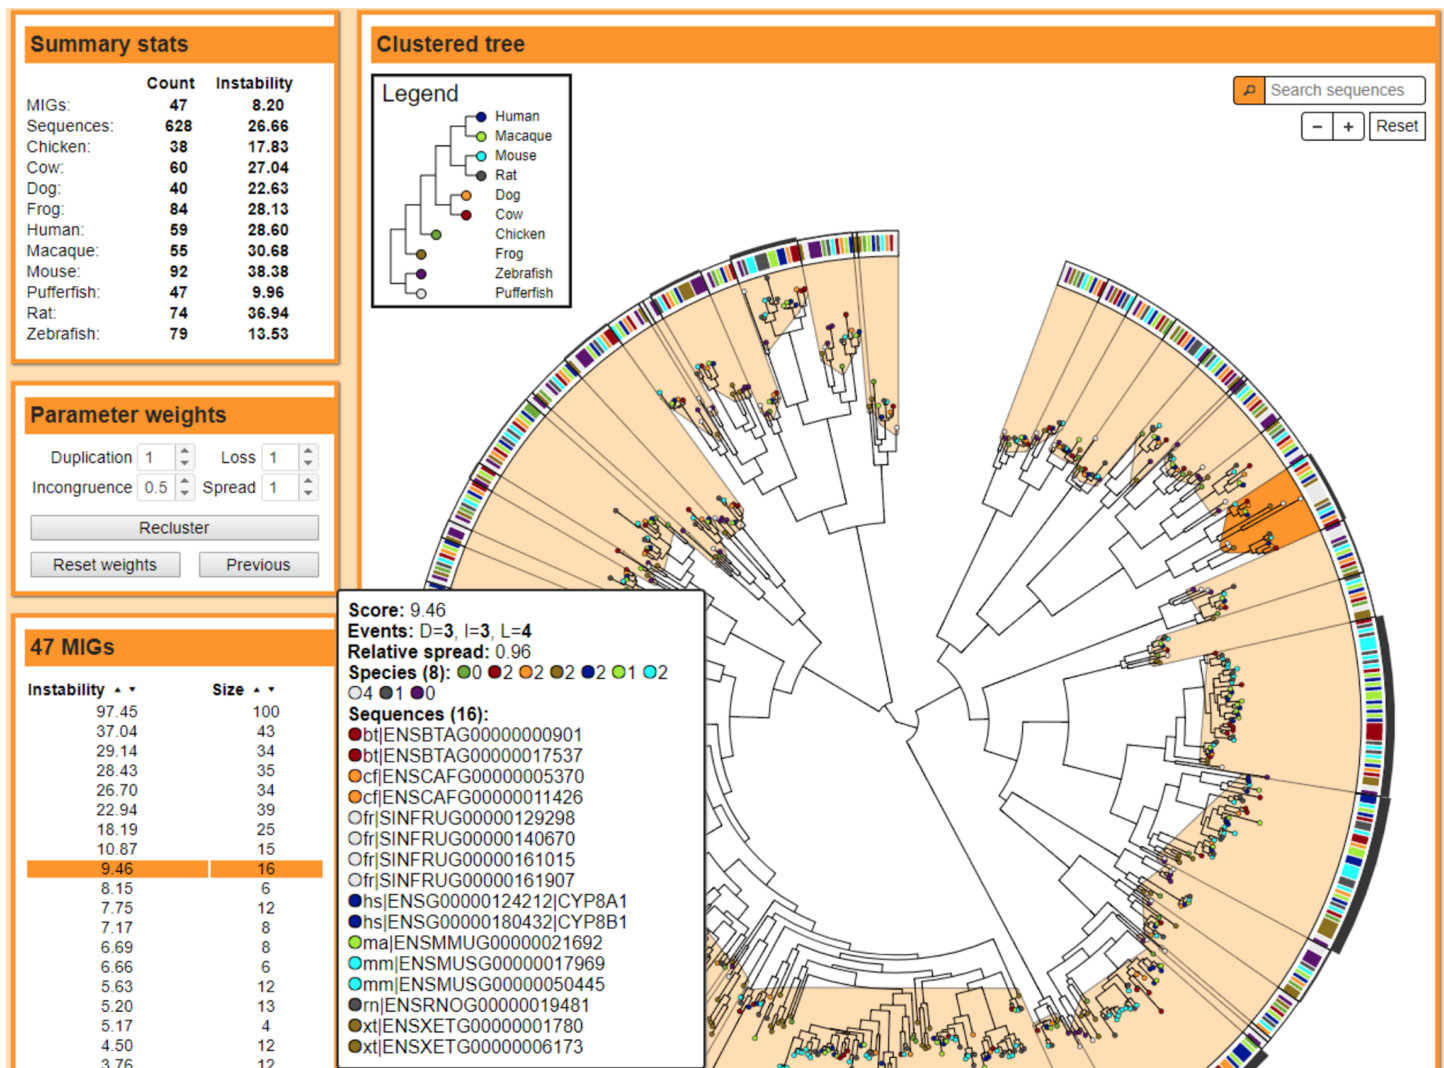 Summary stats
Count Instability
MIGs: 47 8.20
Sequences: 628 26.66
Chicken: 38 17.83
Cow: 60 27.04
Dog: 40 22.63
Frog: 84 28.13
Human: 59 28.60
Macaque: 55 30.68
Mouse: 92 38.38
Pufferfish: 47 9.96
Rat: 74 36.94
Zebrafish: 79 13.53
Parameter weights
Duplication 1 Loss 1
Incongruence 0.5 Spread 1
Recluster
Reset weights Previous
47 MIGs
Instability Size
97.45 100
37.04 43
29.14 34
28.43 35
26.70 34
22.94 39
18.19 25
10.87 15
9.46 16
8.15 6
7.75 12
7.17 8
6.69 8
6.66 6
5.63 12
5.20 13
5.17 4
4.50 12
3.76 12
Clustered tree
Legend
Human
Macaque
Mouse
Rat
Dog
Cow
Chicken
Frog
Zebrafish
Pufferfish
Search sequences
− + Reset
Score: 9.46
Events: D=3, I=3, L=4
Relative spread: 0.96
Species (8): 0 2 2 2 2 1 2
4 1 0
Sequences (16):
bt|ENSBTAG00000000901
bt|ENSBTAG00000017537
cf|ENSCAFG00000005370
cf|ENSCAFG00000011426
fr|SINFRUG00000129298
fr|SINFRUG00000140670
fr|SINFRUG00000161015
fr|SINFRUG00000161907
hs|ENSG00000124212|CYP8A1
hs|ENSG00000180432|CYP8B1
ma|ENSMMUG00000021692
mm|ENSMUSG00000017969
mm|ENSMUSG00000050445
rn|ENSRNOG00000019481
xt|ENSXETG00000001780
xt|ENSXETG00000006173